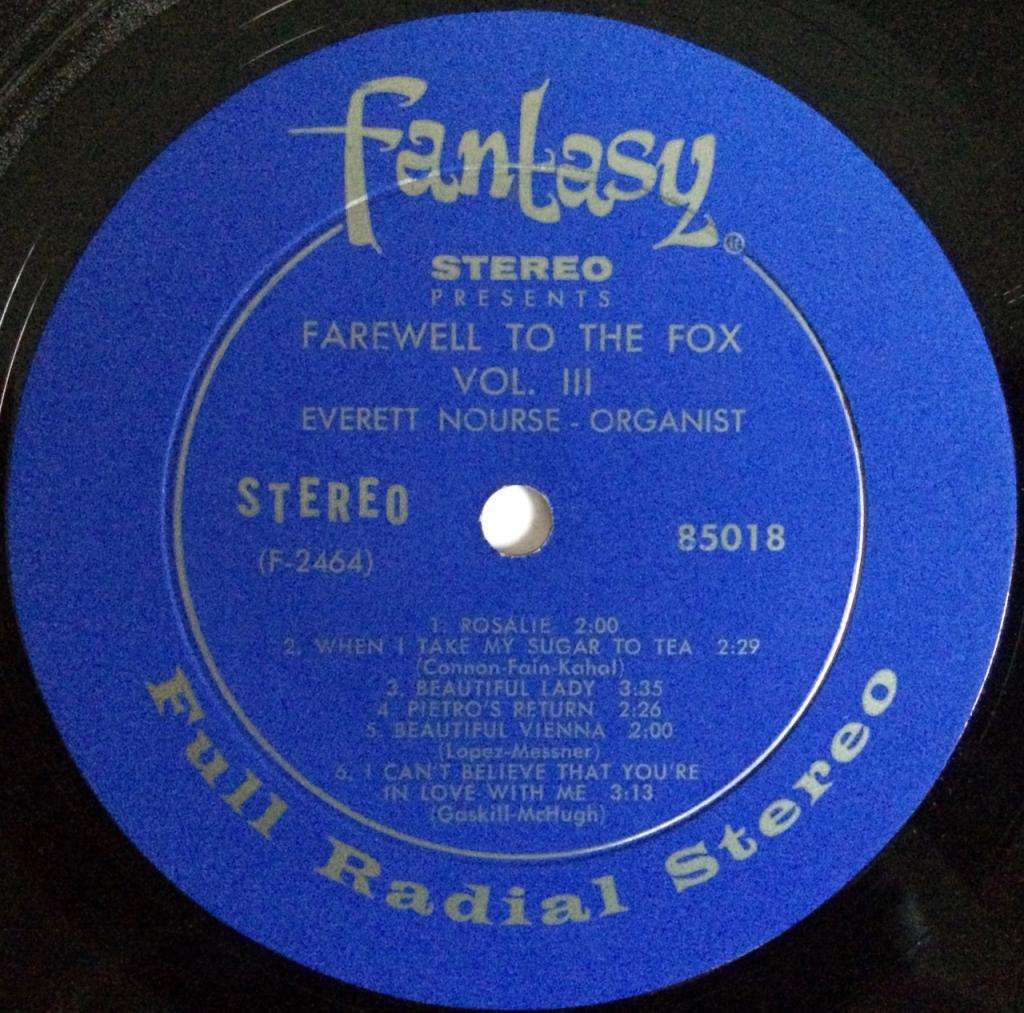 fantasy
®
STEREO
PRESENTS
FAREWELL TO THE FOX
VOL. III
EVERETT NOURSE - ORGANIST
STEREO
(F-2464)
85018
1. ROSALIE 2:00
2. WHEN I TAKE MY SUGAR TO TEA 2:29
(Connon-Fain-Kahal)
3. BEAUTIFUL LADY 3:35
4. PIETRO'S RETURN 2:26
5. BEAUTIFUL VIENNA 2:00
(Lopez-Messner)
6. I CAN'T BELIEVE THAT YOU'RE
IN LOVE WITH ME 3:13
(Gaskill-McHugh)
Full Radial Stereo